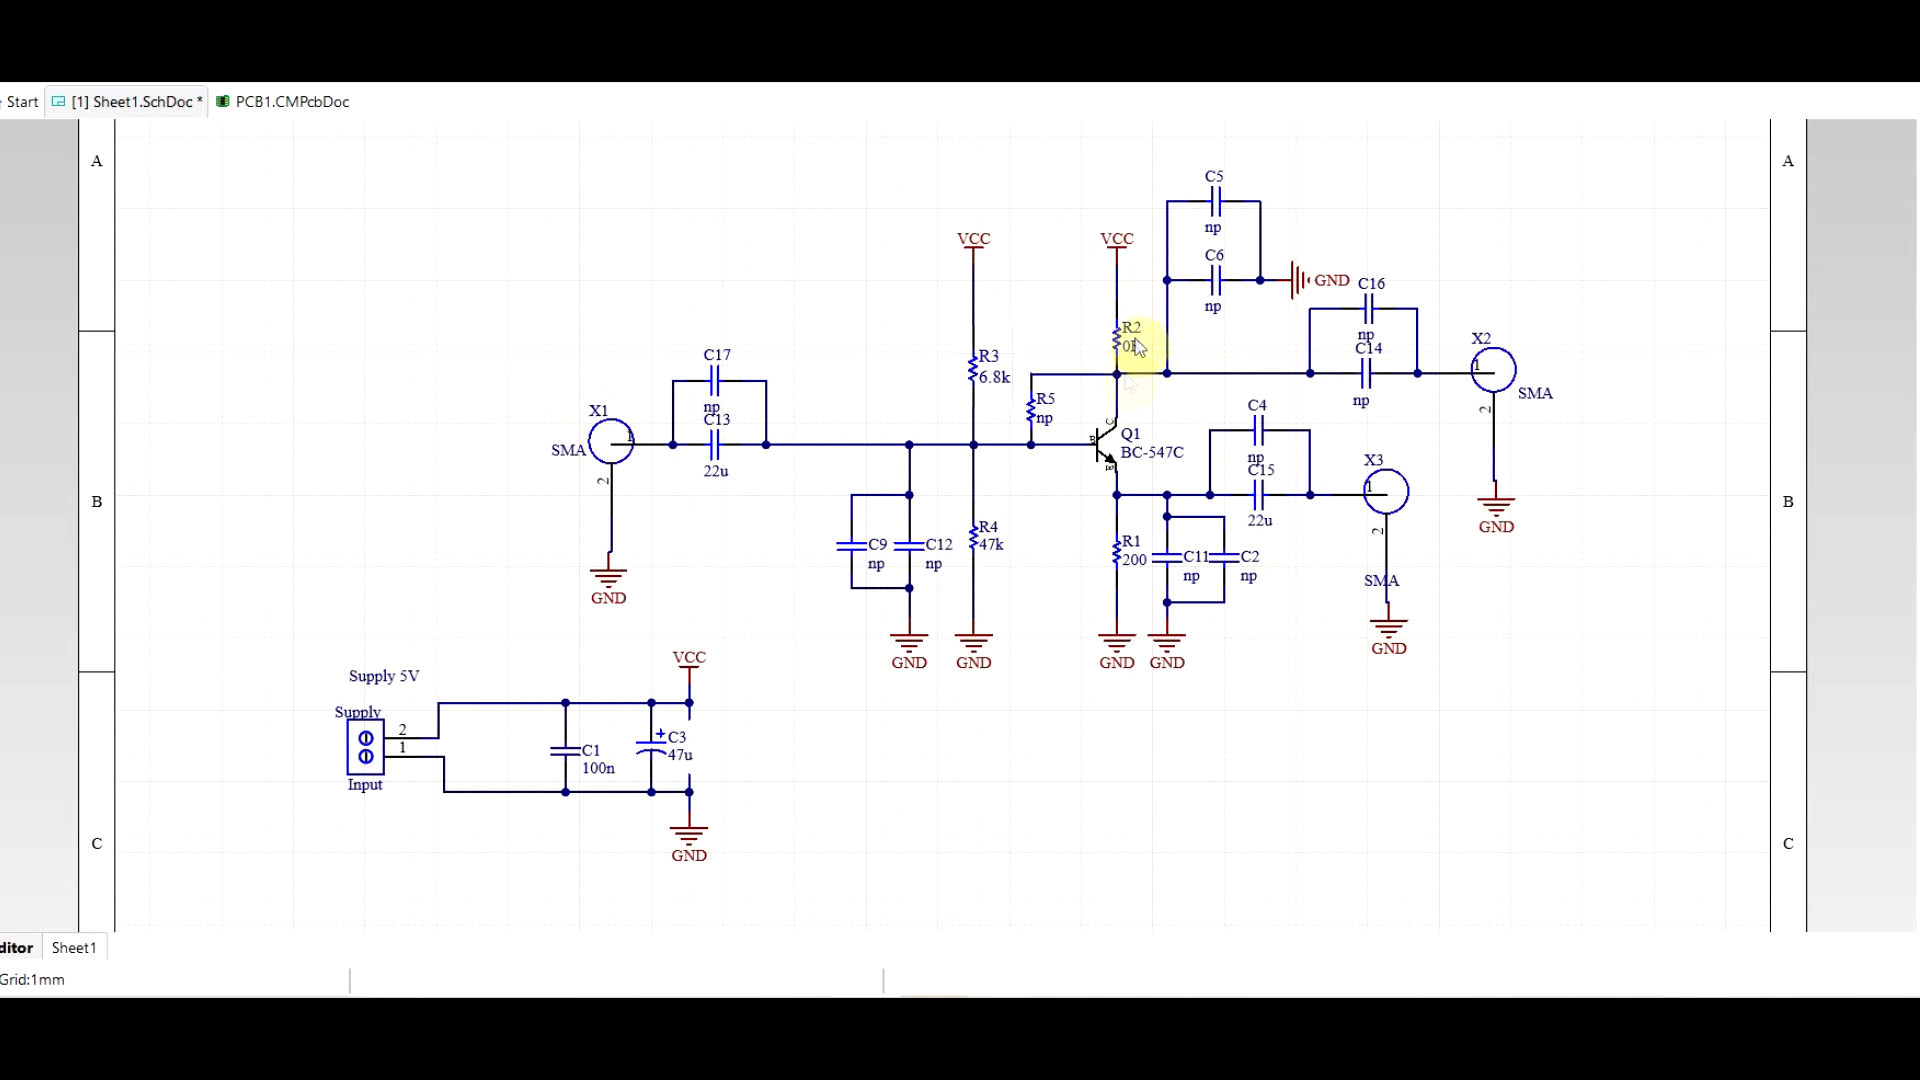 Start
[1] Sheet1.SchDoc *
PCB1.CMPcbDoc
A
A
C5
np
VCC
VCC
C6
np
GND
C16
np
R2
X2
1
SMA
2
C14
np
R3
6.8k
C17
np
R5
np
C4
np
X1
1
SMA
2
C13
22u
C
B
E
Q1
BC-547C
X3
1
2
SMA
C15
22u
B
B
GND
R4
47k
R1
200
C9
np
C12
np
C11
np
C2
np
GND
GND
GND
GND
GND
GND
VCC
Supply 5V
Supply
2
1
Input
C1
100n
+
C3
47u
GND
C
C
ditor
Sheet1
Grid:1mm